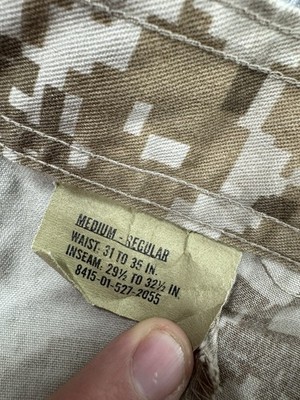 MEDIUM - REGULAR
WAIST: 31 TO 35 IN.
INSEAM: 29½ TO 32½ IN.
8415-01-527-2055